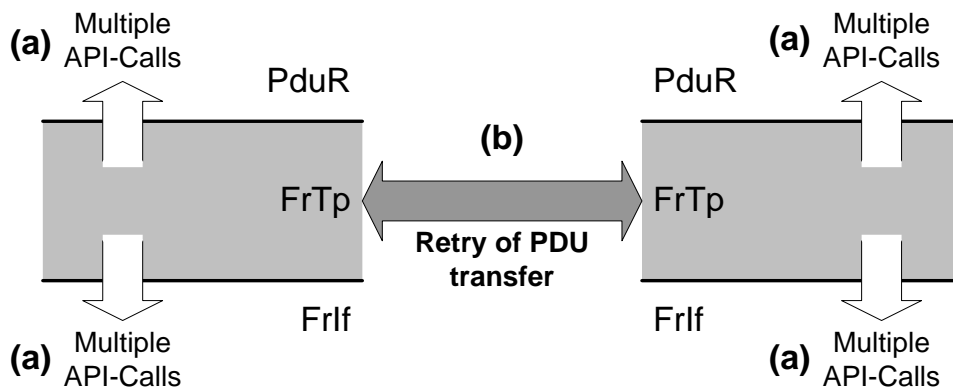 (a) Multiple
API-Calls
PduR
FrTp
FrIf
(a) Multiple
API-Calls
(b)
Retry of PDU
transfer
(a) Multiple
API-Calls
PduR
FrTp
FrIf
(a) Multiple
API-Calls